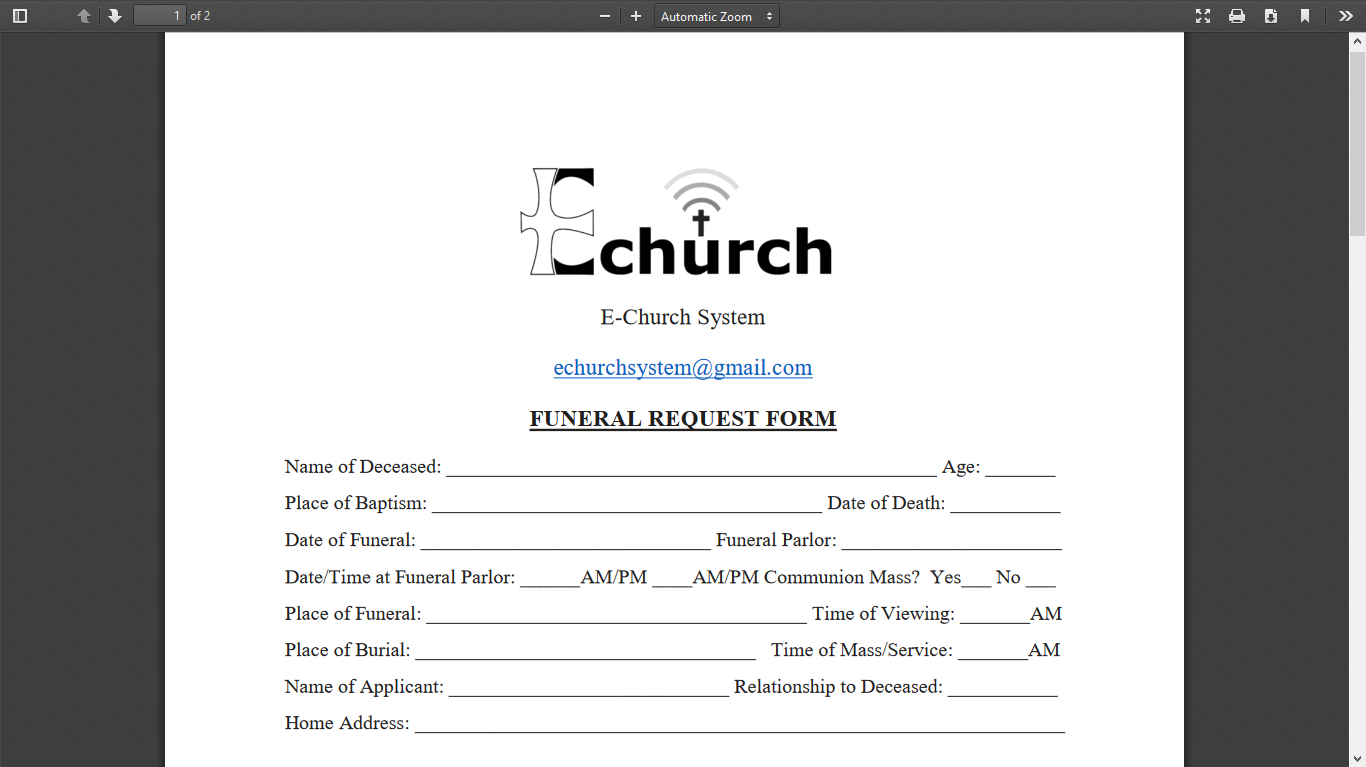 1 of 2
Automatic Zoom
Echurch
E-Church System
echurchsystem@gmail.com
FUNERAL REQUEST FORM
Name of Deceased: _________________________________________________ Age: _______
Place of Baptism: _______________________________________ Date of Death: ___________
Date of Funeral: _____________________________ Funeral Parlor: ______________________
Date/Time at Funeral Parlor: ______AM/PM ____AM/PM Communion Mass?  Yes___ No ___
Place of Funeral: ______________________________________ Time of Viewing: _______AM
Place of Burial: __________________________________   Time of Mass/Service: _______AM
Name of Applicant: ____________________________ Relationship to Deceased: ___________
Home Address: _________________________________________________________________